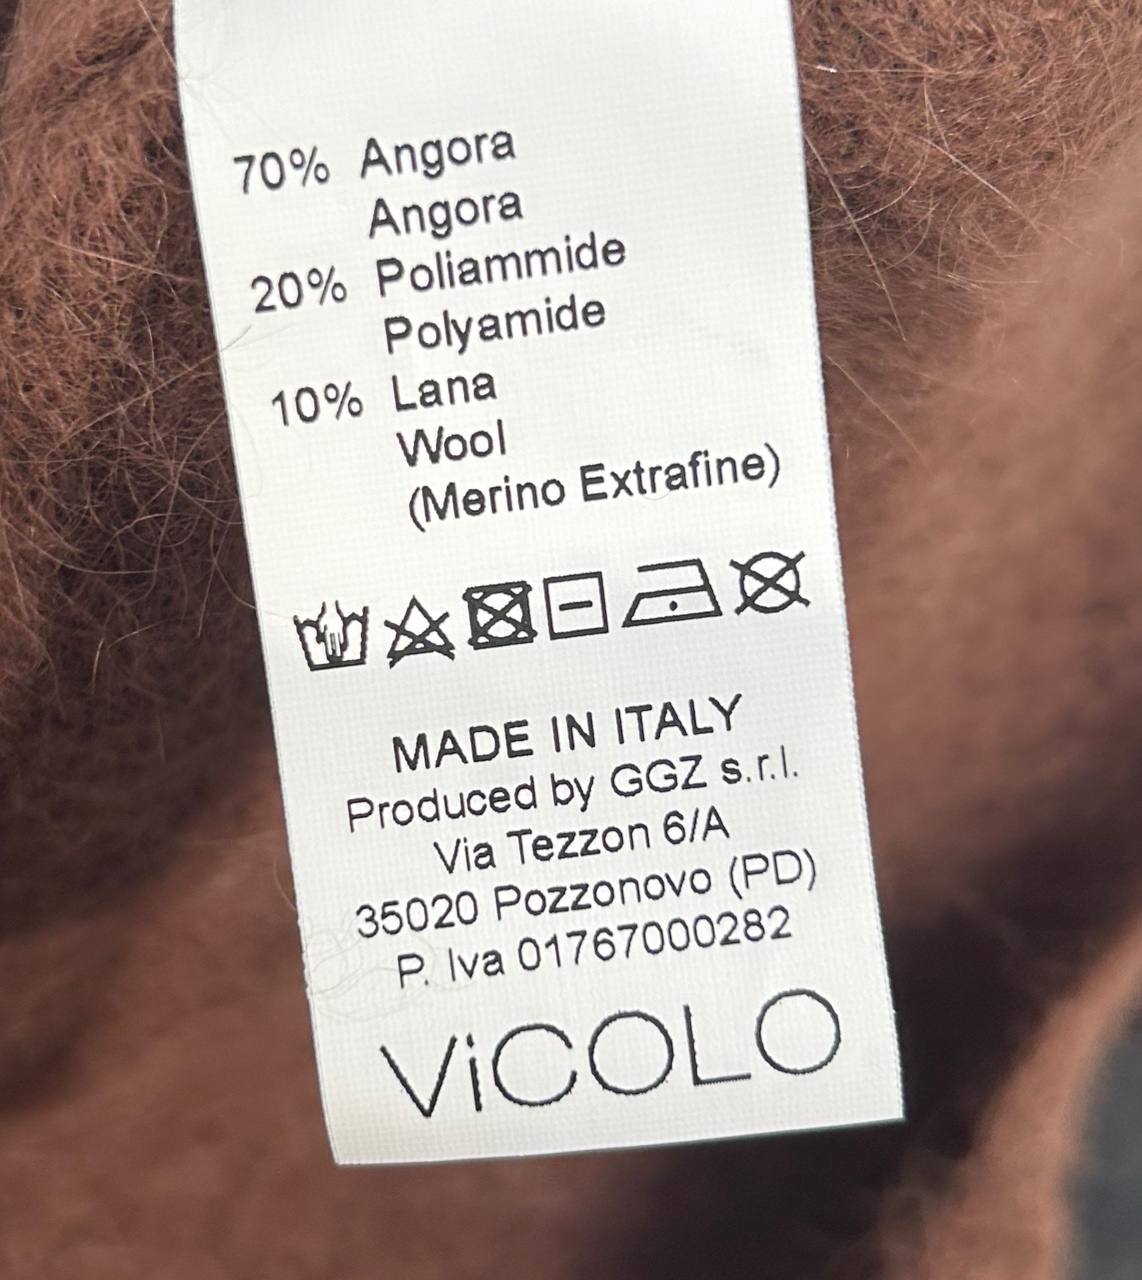 70% Angora
Angora
20% Poliammide
Polyamide
10% Lana
Wool
(Merino Extrafine)
MADE IN ITALY
Produced by GGZ s.r.l.
Via Tezzon 6/A
35020 Pozzonovo (PD)
P. Iva 01767000282
ViCOLO